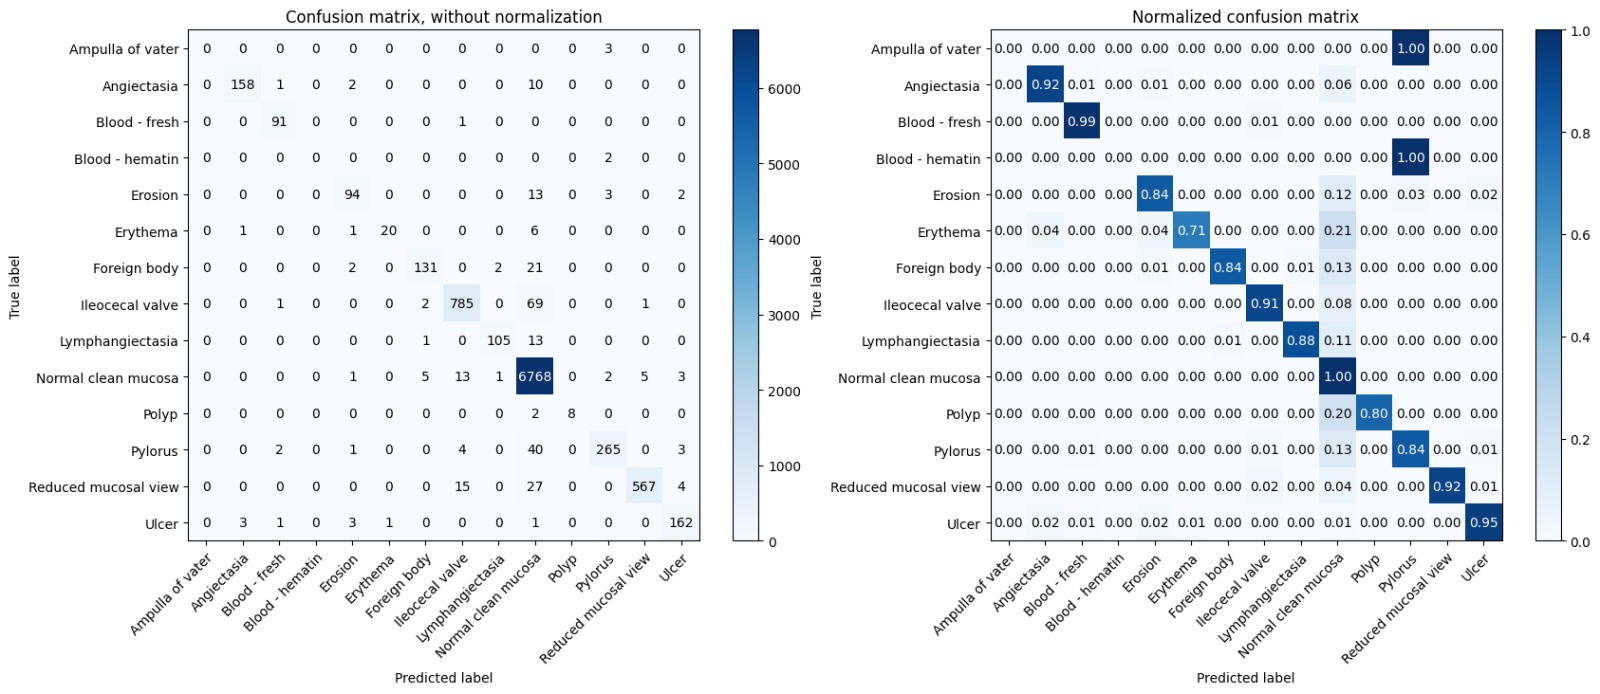 Confusion matrix, without normalization
Ampulla of vater 0 0 0 0 0 0 0 0 0 0 0 3 0 0
Angiectasia 0 158 1 0 2 0 0 0 0 10 0 0 0 0
Blood - fresh 0 0 91 0 0 0 0 1 0 0 0 0 0 0
Blood - hematin 0 0 0 0 0 0 0 0 0 0 0 2 0 0
Erosion 0 0 0 0 94 0 0 0 0 13 0 3 0 2
Erythema 0 1 0 0 1 20 0 0 0 6 0 0 0 0
Foreign body 0 0 0 0 2 0 131 0 2 21 0 0 0 0
Ileocecal valve 0 0 1 0 0 0 2 785 0 69 0 0 1 0
Lymphangiectasia 0 0 0 0 0 0 1 0 105 13 0 0 0 0
Normal clean mucosa 0 0 0 0 1 0 5 13 1 6768 0 2 5 3
Polyp 0 0 0 0 0 0 0 0 0 2 8 0 0 0
Pylorus 0 0 2 0 1 0 0 4 0 40 0 265 0 3
Reduced mucosal view 0 0 0 0 0 0 0 15 0 27 0 0 567 4
Ulcer 0 3 1 0 3 1 0 0 0 1 0 0 0 162
True label
Ampulla of vater
Angiectasia
Blood - fresh
Blood - hematin
Erosion
Erythema
Foreign body
Ileocecal valve
Lymphangiectasia
Normal clean mucosa
Polyp
Pylorus
Reduced mucosal view
Ulcer
Predicted label
6000
5000
4000
3000
2000
1000
0
Normalized confusion matrix
Ampulla of vater 0.00 0.00 0.00 0.00 0.00 0.00 0.00 0.00 0.00 0.00 0.00 1.00 0.00 0.00
Angiectasia 0.00 0.92 0.01 0.00 0.01 0.00 0.00 0.00 0.00 0.06 0.00 0.00 0.00 0.00
Blood - fresh 0.00 0.00 0.99 0.00 0.00 0.00 0.00 0.01 0.00 0.00 0.00 0.00 0.00 0.00
Blood - hematin 0.00 0.00 0.00 0.00 0.00 0.00 0.00 0.00 0.00 0.00 0.00 1.00 0.00 0.00
Erosion 0.00 0.00 0.00 0.00 0.84 0.00 0.00 0.00 0.00 0.12 0.00 0.03 0.00 0.02
Erythema 0.00 0.04 0.00 0.00 0.04 0.71 0.00 0.00 0.00 0.21 0.00 0.00 0.00 0.00
Foreign body 0.00 0.00 0.00 0.00 0.01 0.00 0.84 0.00 0.01 0.13 0.00 0.00 0.00 0.00
Ileocecal valve 0.00 0.00 0.00 0.00 0.00 0.00 0.00 0.91 0.00 0.08 0.00 0.00 0.00 0.00
Lymphangiectasia 0.00 0.00 0.00 0.00 0.00 0.00 0.01 0.00 0.88 0.11 0.00 0.00 0.00 0.00
Normal clean mucosa 0.00 0.00 0.00 0.00 0.00 0.00 0.00 0.00 0.00 1.00 0.00 0.00 0.00 0.00
Polyp 0.00 0.00 0.00 0.00 0.00 0.00 0.00 0.00 0.00 0.20 0.80 0.00 0.00 0.00
Pylorus 0.00 0.00 0.01 0.00 0.00 0.00 0.00 0.01 0.00 0.13 0.00 0.84 0.00 0.01
Reduced mucosal view 0.00 0.00 0.00 0.00 0.00 0.00 0.00 0.02 0.00 0.04 0.00 0.00 0.92 0.01
Ulcer 0.00 0.02 0.01 0.00 0.02 0.01 0.00 0.00 0.00 0.01 0.00 0.00 0.00 0.95
True label
Ampulla of vater
Angiectasia
Blood - fresh
Blood - hematin
Erosion
Erythema
Foreign body
Ileocecal valve
Lymphangiectasia
Normal clean mucosa
Polyp
Pylorus
Reduced mucosal view
Ulcer
Predicted label
1.0
0.8
0.6
0.4
0.2
0.0